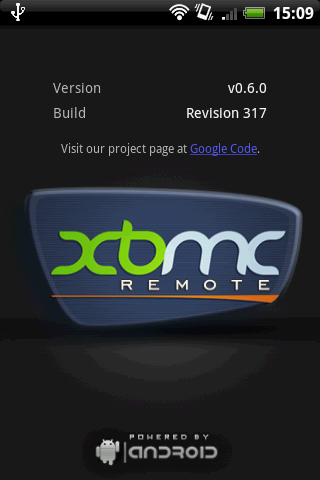 15:09
Version v0.6.0
Build Revision 317
Visit our project page at Google Code.
xbmc
REMOTE
POWERED BY
ANDROID